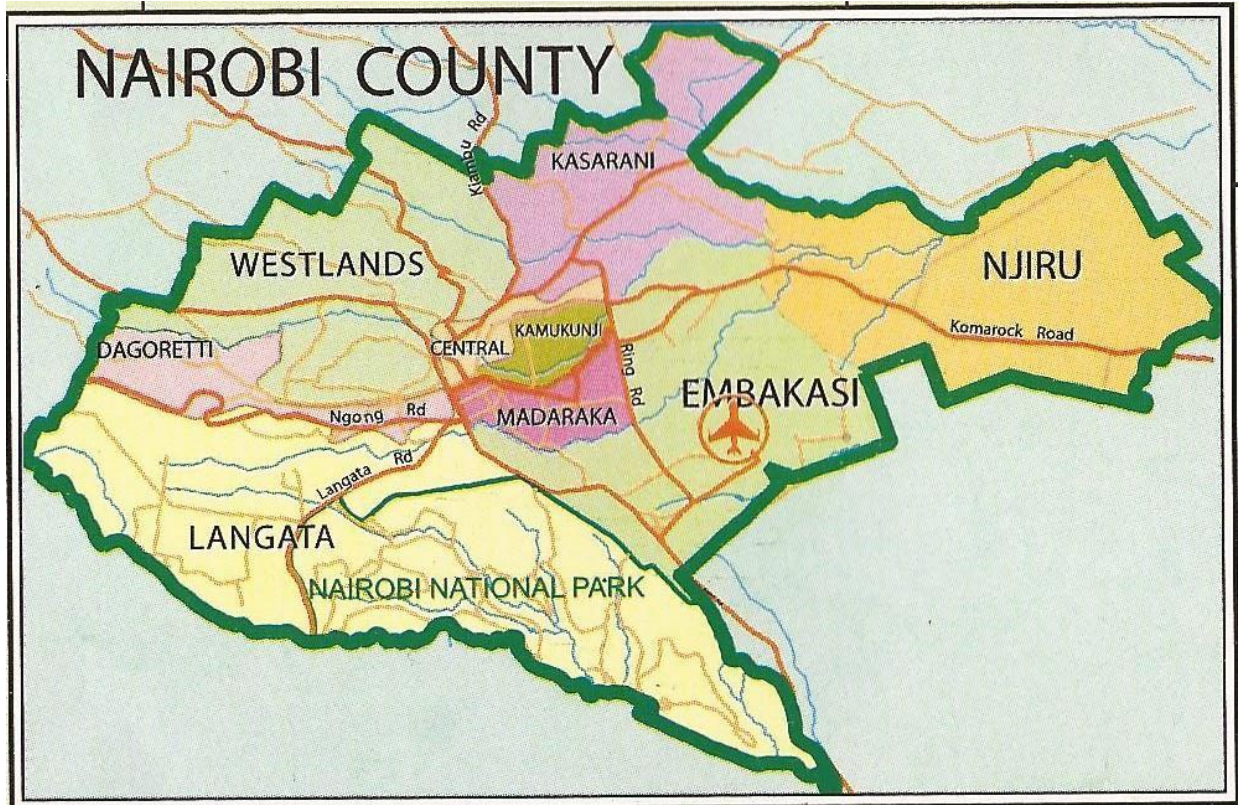 NAIROBI COUNTY
Kiambu Rd
KASARANI
WESTLANDS
NJIRU
KAMUKUNJI
Komarock Road
DAGORETTI
CENTRAL
Ring Rd
EMBAKASI
Ngong Rd
MADARAKA
Langata Rd
LANGATA
NAIROBI NATIONAL PARK